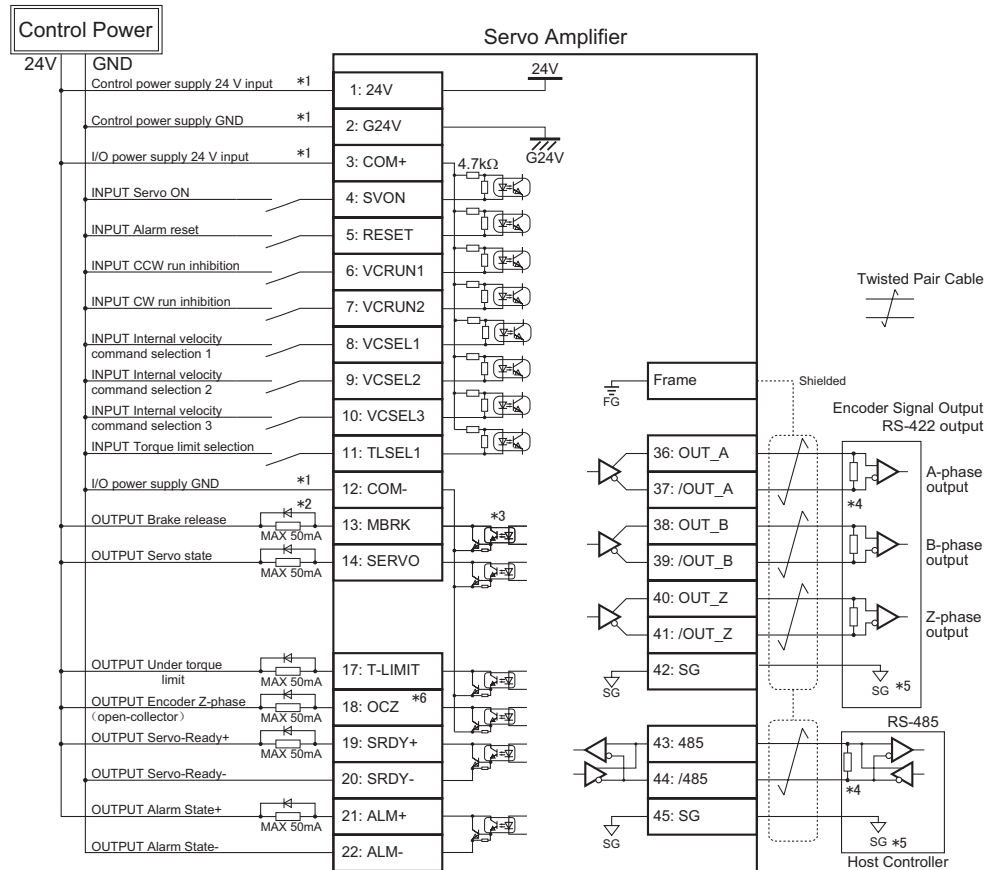 Control Power
Servo Amplifier
24V
GND
24V
Control power supply 24 V input *1
1: 24V
Control power supply GND *1
2: G24V
G24V
I/O power supply 24 V input *1
3: COM+
4.7kΩ
INPUT Servo ON
4: SVON
INPUT Alarm reset
5: RESET
INPUT CCW run inhibition
6: VCRUN1
INPUT CW run inhibition
7: VCRUN2
INPUT Internal velocity
command selection 1
8: VCSEL1
INPUT Internal velocity
command selection 2
9: VCSEL2
INPUT Internal velocity
command selection 3
10: VCSEL3
INPUT Torque limit selection
11: TLSEL1
I/O power supply GND *1
12: COM-
OUTPUT Brake release
*2
MAX 50mA
13: MBRK
*3
OUTPUT Servo state
MAX 50mA
14: SERVO
OUTPUT Under torque
limit
MAX 50mA
17: T-LIMIT
OUTPUT Encoder Z-phase
(open-collector)
MAX 50mA
18: OCZ *6
OUTPUT Servo-Ready+
MAX 50mA
19: SRDY+
OUTPUT Servo-Ready-
20: SRDY-
OUTPUT Alarm State+
MAX 50mA
21: ALM+
OUTPUT Alarm State-
22: ALM-
Twisted Pair Cable
Frame
FG
Shielded
Encoder Signal Output
RS-422 output
36: OUT_A
37: /OUT_A
*4
A-phase
output
38: OUT_B
39: /OUT_B
B-phase
output
40: OUT_Z
41: /OUT_Z
Z-phase
output
42: SG
SG
SG *5
RS-485
43: 485
44: /485
*4
45: SG
SG
SG *5
Host Controller